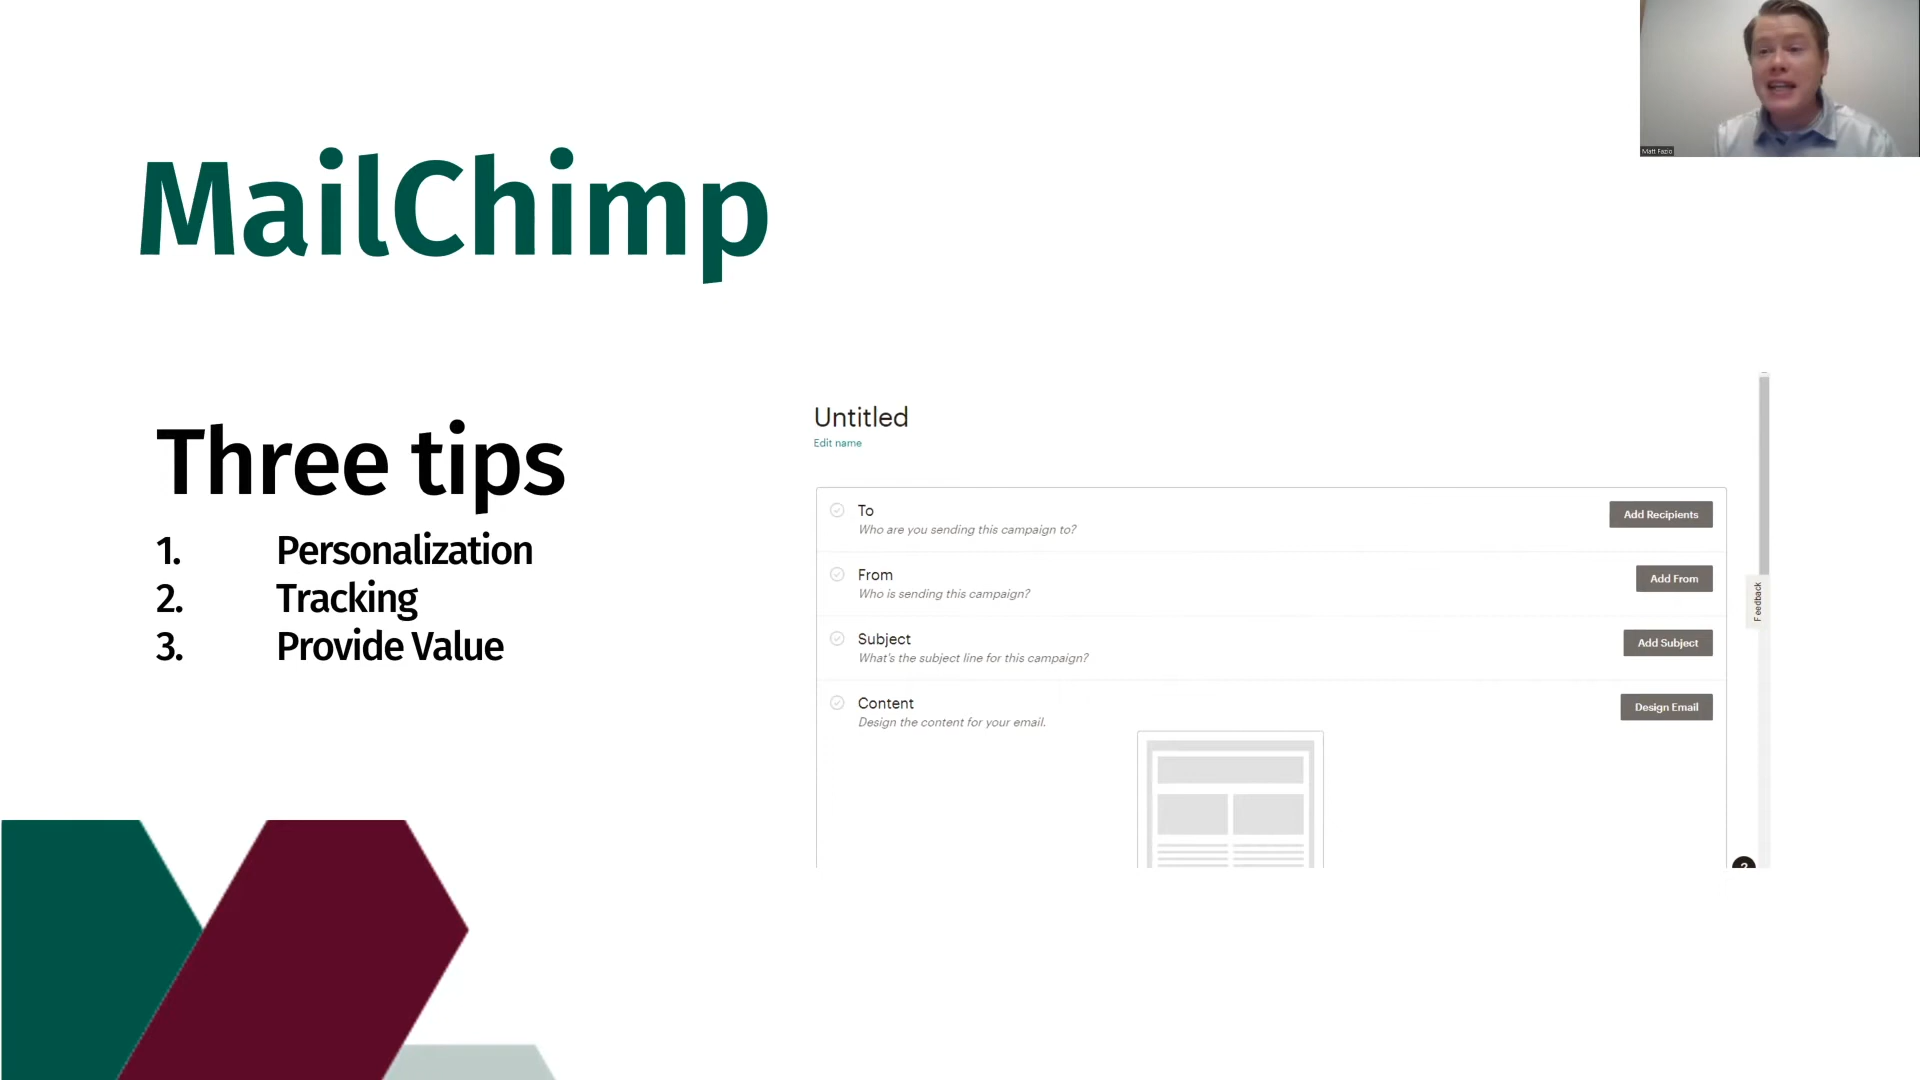 MailChimp
Matt Fazio
Three tips
1. Personalization
2. Tracking
3. Provide Value
Untitled
Edit name
To
Who are you sending this campaign to?
Add Recipients
From
Who is sending this campaign?
Add From
Subject
What's the subject line for this campaign?
Add Subject
Content
Design the content for your email.
Design Email
Feedback
?